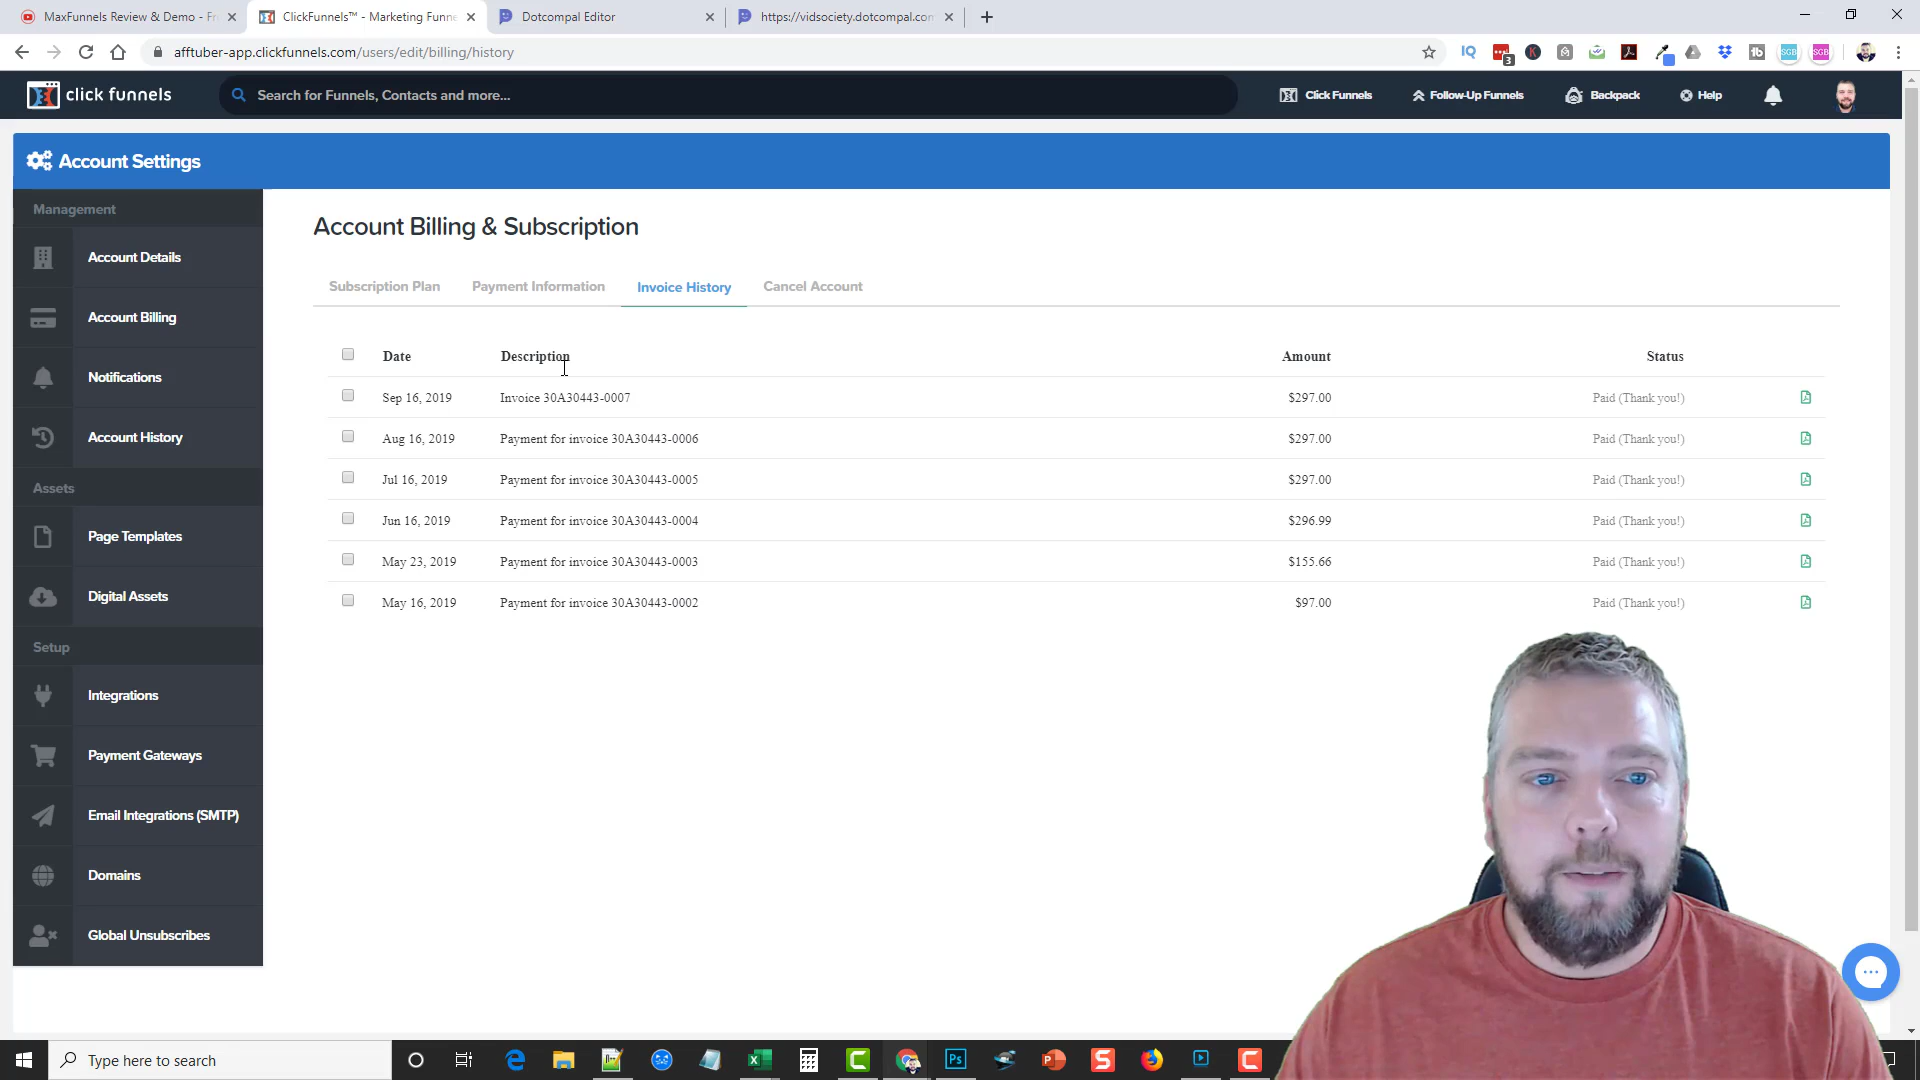 MaxFunnels Review & Demo - Fr
ClickFunnels™ - Marketing Funne
Dotcompal Editor
https://vidsociety.dotcompal.con
afftuber-app.clickfunnels.com/users/edit/billing/history
IQ
3
K
tb
SGB
SGB
click funnels
Search for Funnels, Contacts and more...
Click Funnels
Follow-Up Funnels
Backpack
Help
Account Settings
Management
Account Details
Account Billing
Notifications
Account History
Assets
Page Templates
Digital Assets
Setup
Integrations
Payment Gateways
Email Integrations (SMTP)
Domains
Global Unsubscribes
Account Billing & Subscription
Subscription Plan Payment Information Invoice History Cancel Account
Date Description Amount Status
Sep 16, 2019 Invoice 30A30443-0007 $297.00 Paid (Thank you!)
Aug 16, 2019 Payment for invoice 30A30443-0006 $297.00 Paid (Thank you!)
Jul 16, 2019 Payment for invoice 30A30443-0005 $297.00 Paid (Thank you!)
Jun 16, 2019 Payment for invoice 30A30443-0004 $296.99 Paid (Thank you!)
May 23, 2019 Payment for invoice 30A30443-0003 $155.66 Paid (Thank you!)
May 16, 2019 Payment for invoice 30A30443-0002 $97.00 Paid (Thank you!)
Type here to search
Ps